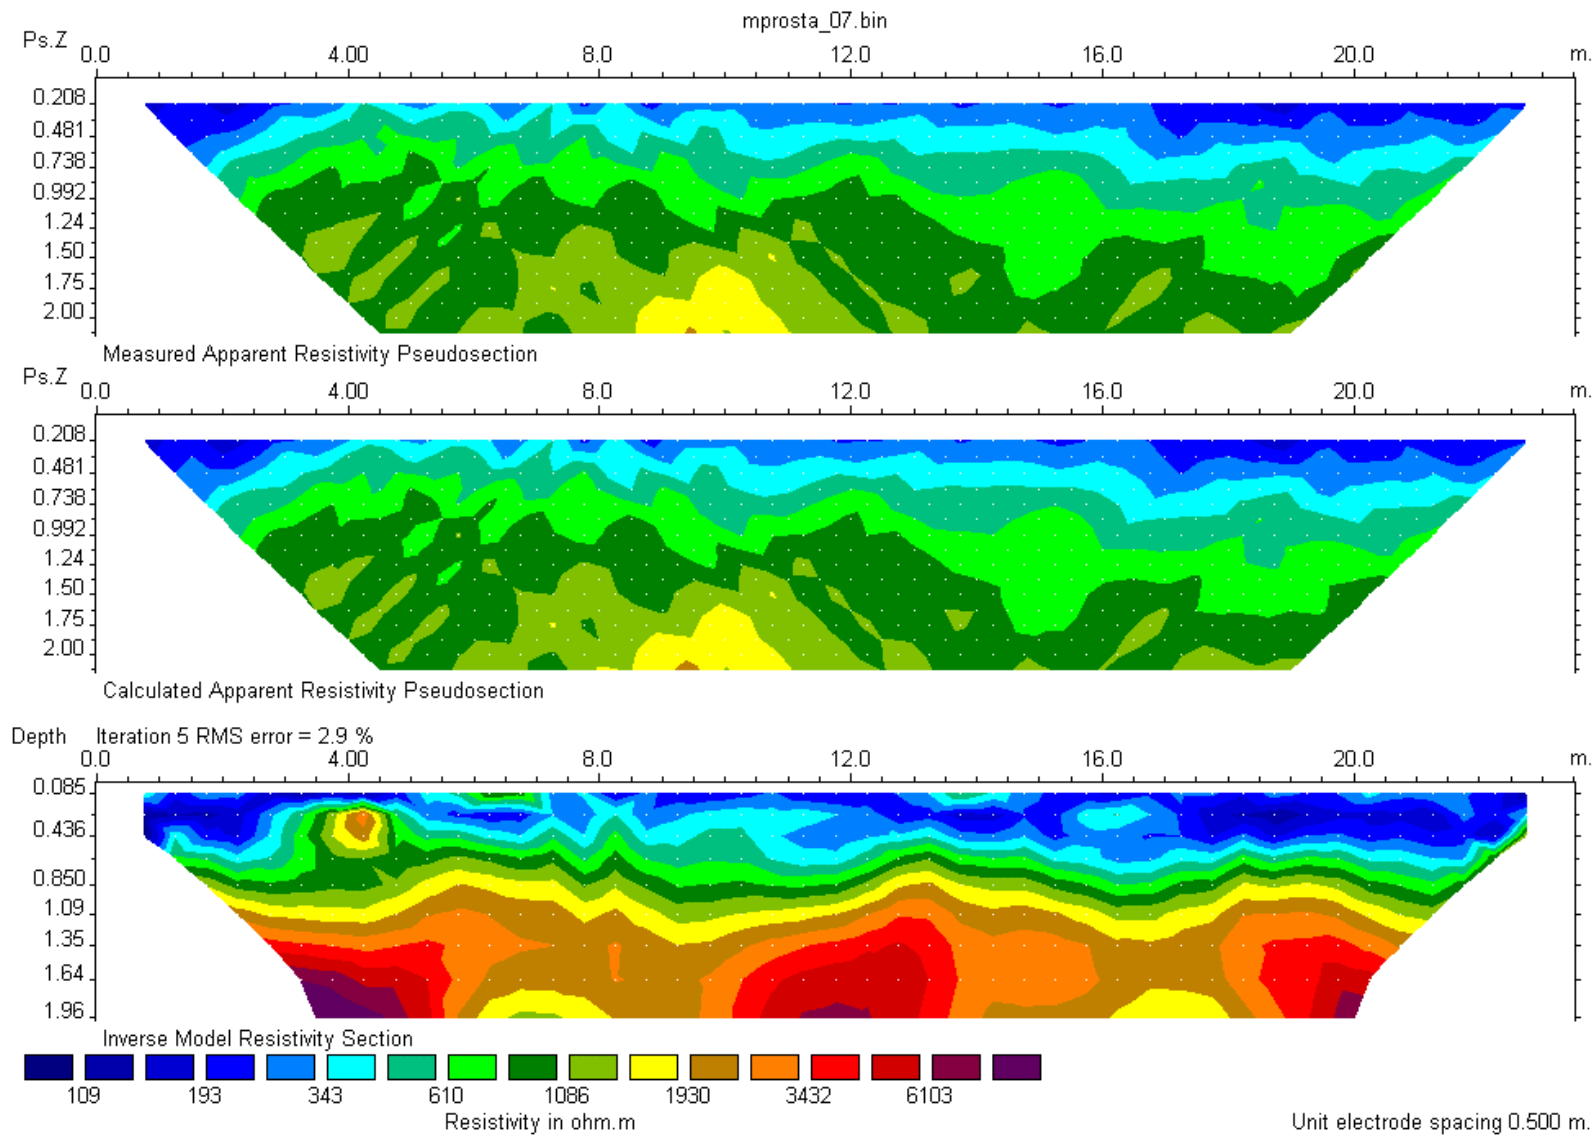 mprosta_07.bin
Ps.Z 0.0 4.00 8.0 12.0 16.0 20.0 m.
0.208
0.481
0.738
0.992
1.24
1.50
1.75
2.00
Measured Apparent Resistivity Pseudosection
Ps.Z 0.0 4.00 8.0 12.0 16.0 20.0 m.
0.208
0.481
0.738
0.992
1.24
1.50
1.75
2.00
Calculated Apparent Resistivity Pseudosection
Depth Iteration 5 RMS error = 2.9 %
0.0 4.00 8.0 12.0 16.0 20.0 m.
0.085
0.436
0.850
1.09
1.35
1.64
1.96
Inverse Model Resistivity Section
109 193 343 610 1086 1930 3432 6103
Resistivity in ohm.m Unit electrode spacing 0.500 m.